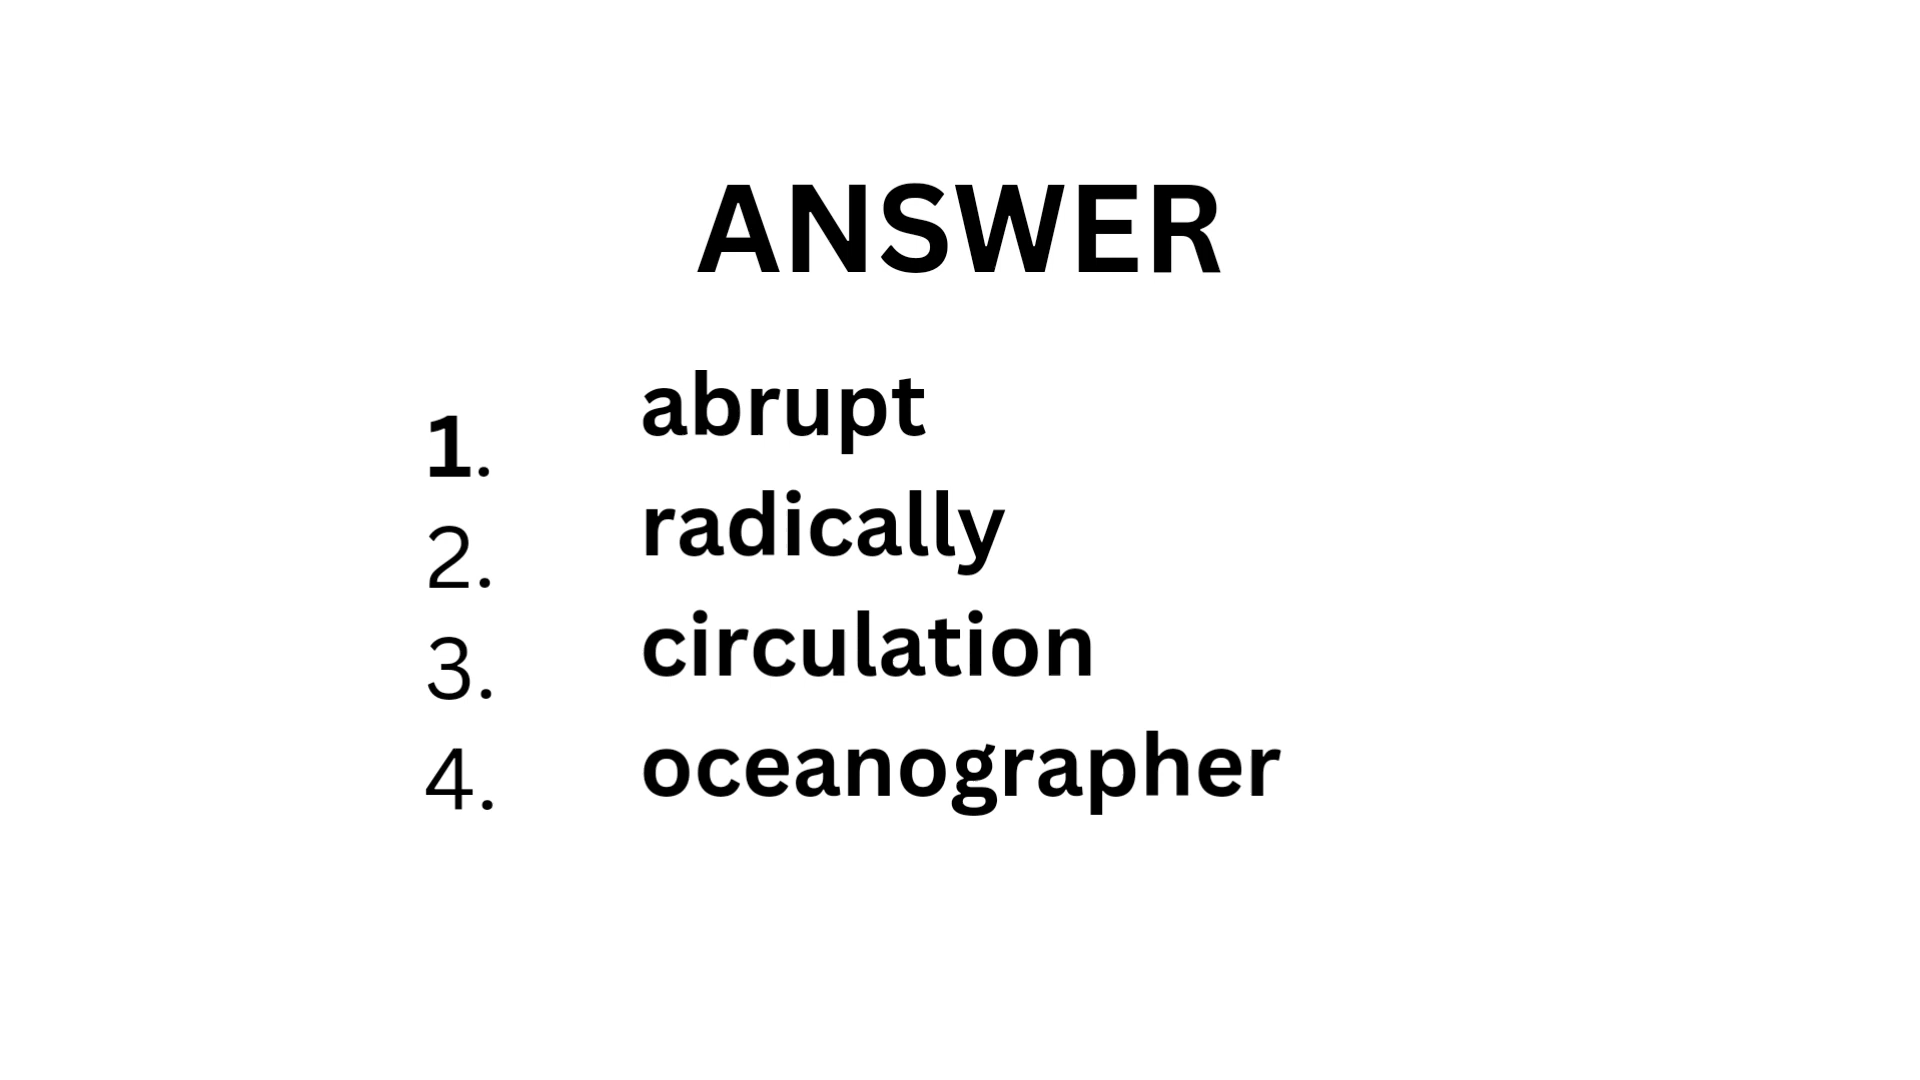 ANSWER
1. abrupt
2. radically
3. circulation
4. oceanographer